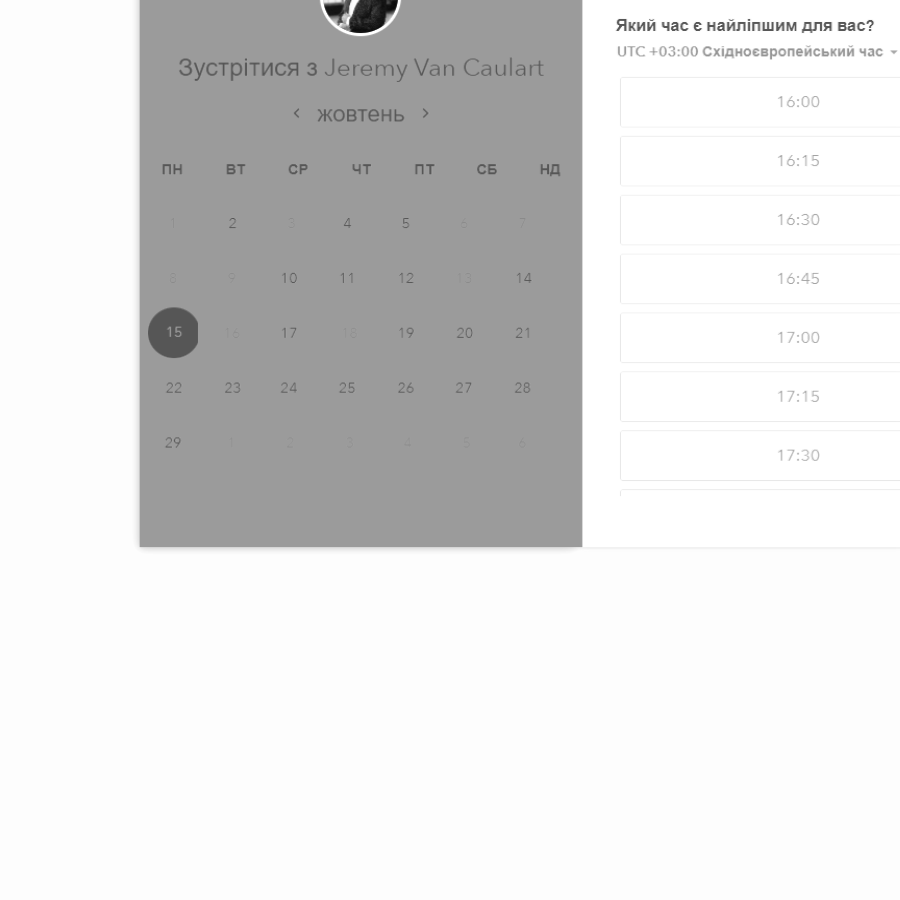 Зустрітися з Jeremy Van Caulart
жовтень
ПН ВТ СР ЧТ ПТ СБ НД
1 2 3 4 5 6 7
8 9 10 11 12 13 14
15 16 17 18 19 20 21
22 23 24 25 26 27 28
29 1 2 3 4 5 6
Який час є найліпшим для вас?
UTC +03:00 Східноєвропейський час
16:00
16:15
16:30
16:45
17:00
17:15
17:30